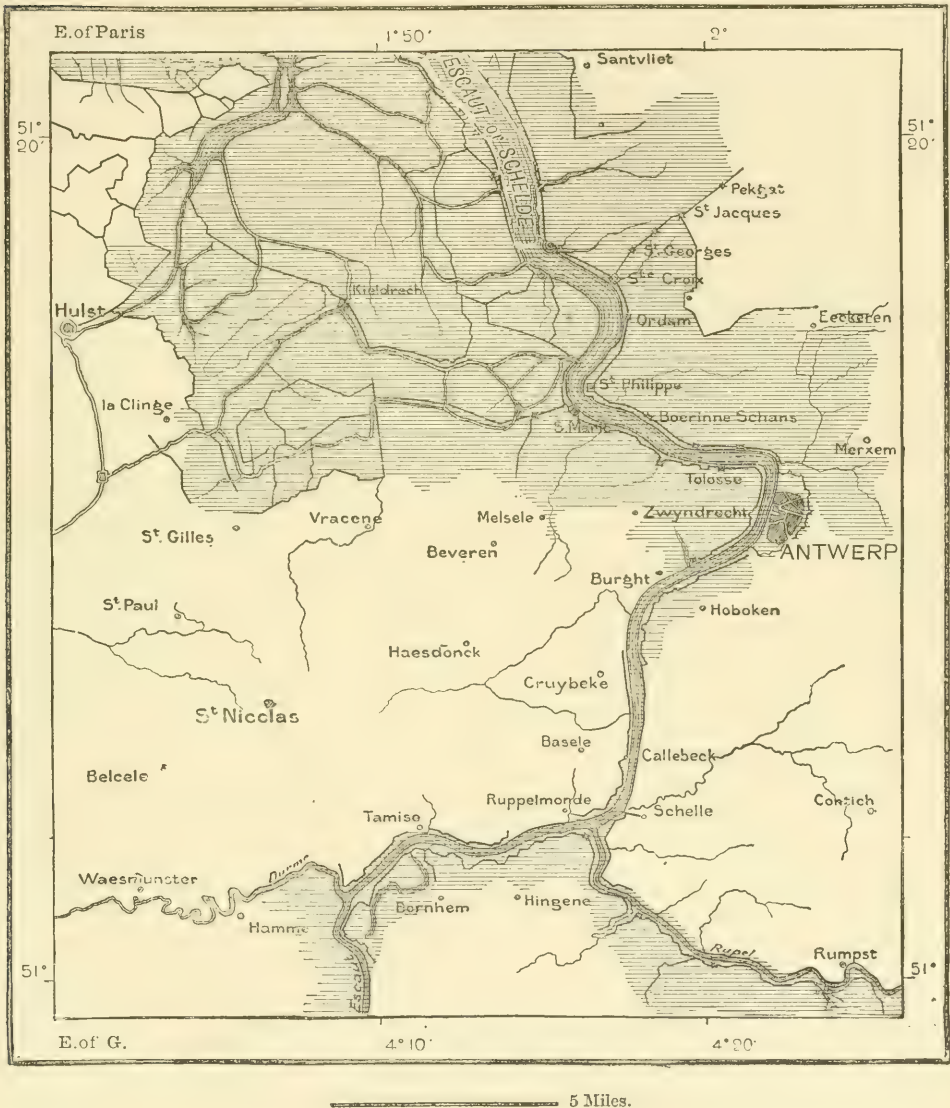 E. of Paris
1°50'
2°
Santvliet
ESCAUT or SCHELDE
51°
20'
51°
20'
Pekgat
St Jacques
St Georges
Ste Croix
Kieldrech
Hulst
Ordam
Eeckeren
St Philippe
la Clinge
Boerinne Schans
S. Marie
Merxem
Tolosse
Vracene
Melsele
Zwyndrecht
St. Gilles
Beveren
ANTWERP
Burght
St. Paul
Hoboken
Haesdonck
Cruybeke
St Nicolas
Basele
Callebeck
Belcele
Ruppelmonde
Schelle
Contich
Tamise
Durme
Waesmunster
Bornhem
Hingene
Hamme
Rupel
Rumpst
51°
51°
Escaut
E. of G.
4°10'
4°20'
5 Miles.